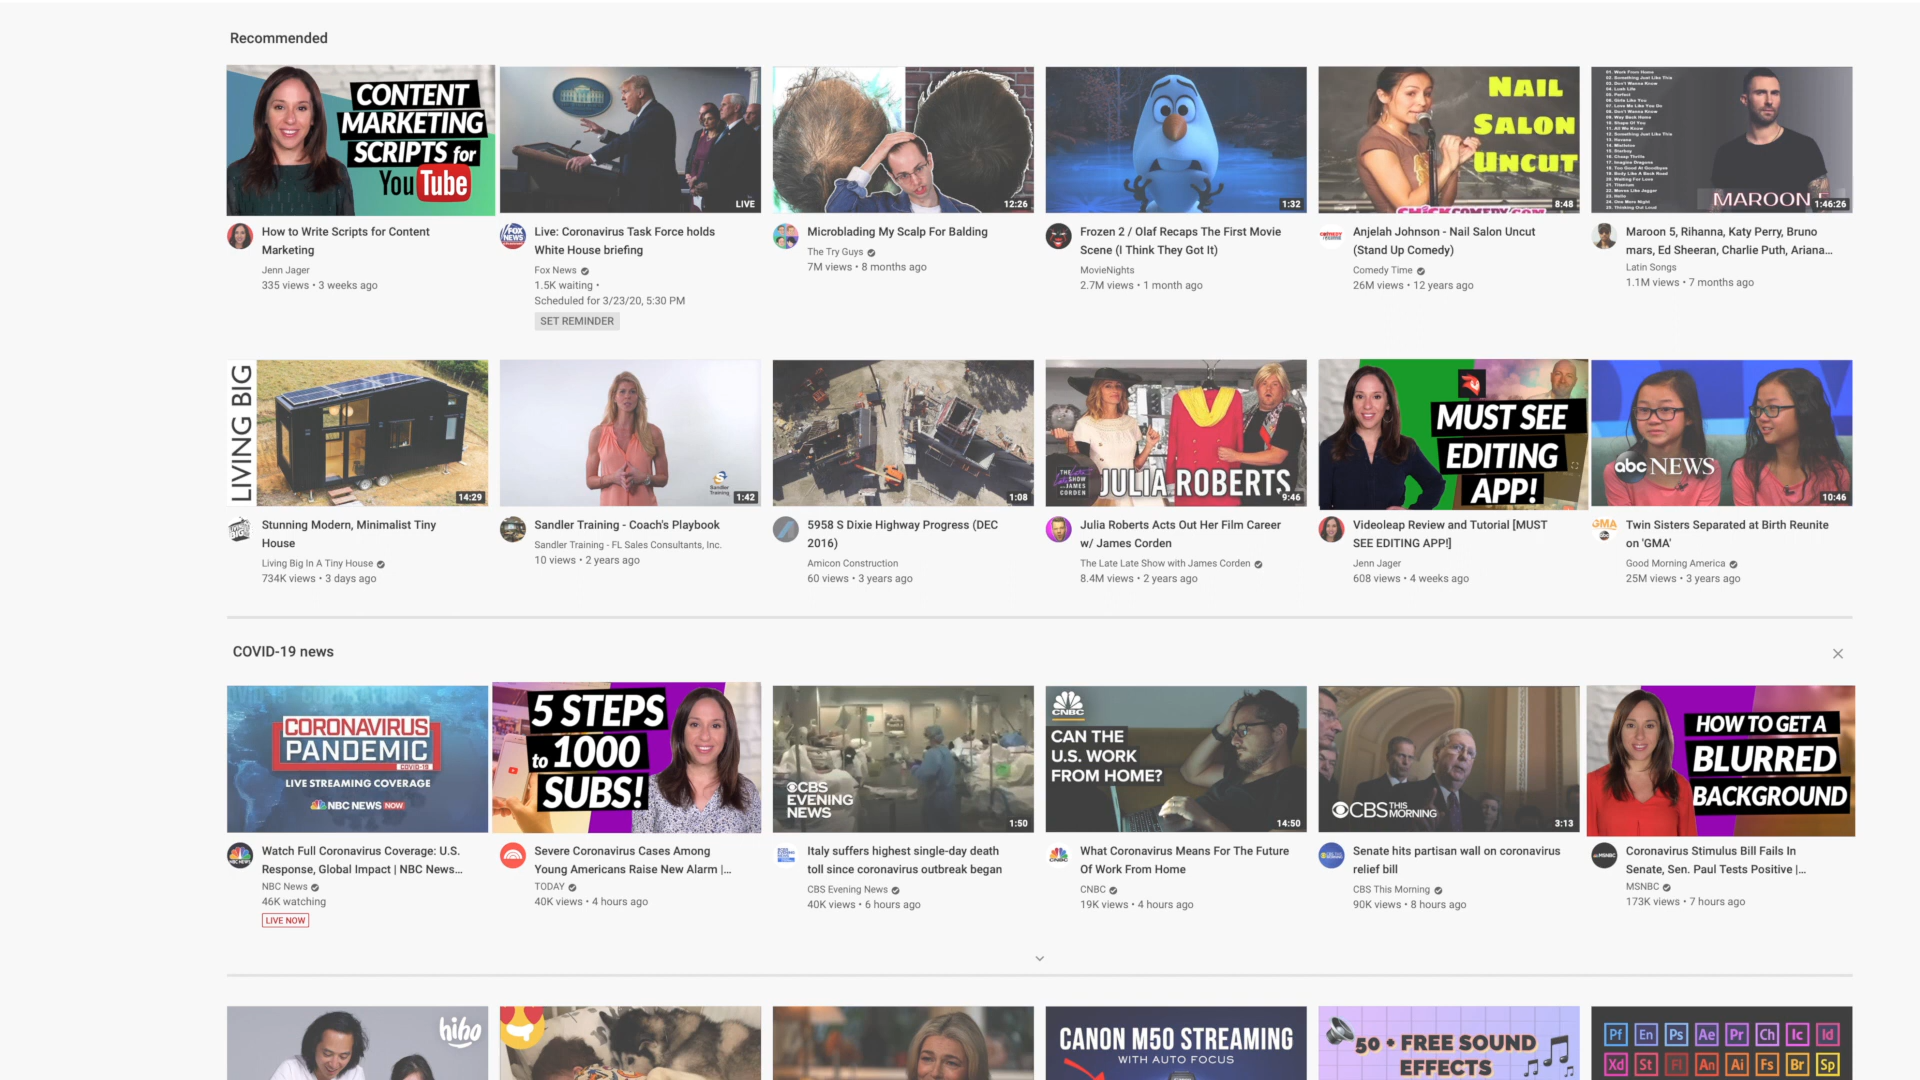 Recommended
CONTENT
MARKETING
SCRIPTS for
YouTube
LIVE
12:26
1:32
NAIL
SALON
UNCUT
CHICKCOMEDY.COM
8:48
MAROON
1:46:26
How to Write Scripts for Content
Marketing
Jenn Jager
335 views • 3 weeks ago
FOX
NEWS
Live: Coronavirus Task Force holds
White House briefing
Fox News
1.5K waiting •
Scheduled for 3/23/20, 5:30 PM
SET REMINDER
Microblading My Scalp For Balding
The Try Guys
7M views • 8 months ago
Frozen 2 / Olaf Recaps The First Movie
Scene (I Think They Got It)
MovieNights
2.7M views • 1 month ago
Anjelah Johnson - Nail Salon Uncut
(Stand Up Comedy)
Comedy Time
26M views • 12 years ago
Maroon 5, Rihanna, Katy Perry, Bruno
mars, Ed Sheeran, Charlie Puth, Ariana...
Latin Songs
1.1M views • 7 months ago
LIVING BIG
14:29
Sandler
Training
1:42
1:08
THE Late
Late SHOW
JAMES
CORDEN
JULIA ROBERTS
9:46
MUST SEE
EDITING
APP!
abc NEWS
10:46
Stunning Modern, Minimalist Tiny
House
Living Big In A Tiny House
734K views • 3 days ago
Sandler Training - Coach's Playbook
Sandler Training - FL Sales Consultants, Inc.
10 views • 2 years ago
5958 S Dixie Highway Progress (DEC
2016)
Amicon Construction
60 views • 3 years ago
Julia Roberts Acts Out Her Film Career
w/ James Corden
The Late Late Show with James Corden
8.4M views • 2 years ago
Videoleap Review and Tutorial [MUST
SEE EDITING APP!]
Jenn Jager
608 views • 4 weeks ago
GMA
Twin Sisters Separated at Birth Reunite
on 'GMA'
Good Morning America
25M views • 3 years ago
COVID-19 news
CORONAVIRUS
PANDEMIC
COVID-19
LIVE STREAMING COVERAGE
NBC NEWS NOW
5 STEPS
to 1000
SUBS!
CBS
EVENING
NEWS
1:50
CNBC
CAN THE
U.S. WORK
FROM HOME?
14:50
CBS THIS MORNING
3:13
HOW TO GET A
BLURRED
BACKGROUND
Watch Full Coronavirus Coverage: U.S.
Response, Global Impact | NBC News...
NBC News
46K watching
LIVE NOW
Severe Coronavirus Cases Among
Young Americans Raise New Alarm |...
TODAY
40K views • 4 hours ago
Italy suffers highest single-day death
toll since coronavirus outbreak began
CBS Evening News
40K views • 6 hours ago
CNBC
What Coronavirus Means For The Future
Of Work From Home
CNBC
19K views • 4 hours ago
Senate hits partisan wall on coronavirus
relief bill
CBS This Morning
90K views • 8 hours ago
MSNBC
Coronavirus Stimulus Bill Fails In
Senate, Sen. Paul Tests Positive |...
MSNBC
173K views • 7 hours ago
hiho
CANON M50 STREAMING
WITH AUTO FOCUS
50 + FREE SOUND
EFFECTS
Pf En Ps Ae Pr Ch Ic Id
Xd St Fl An Ai Fs Br Sp